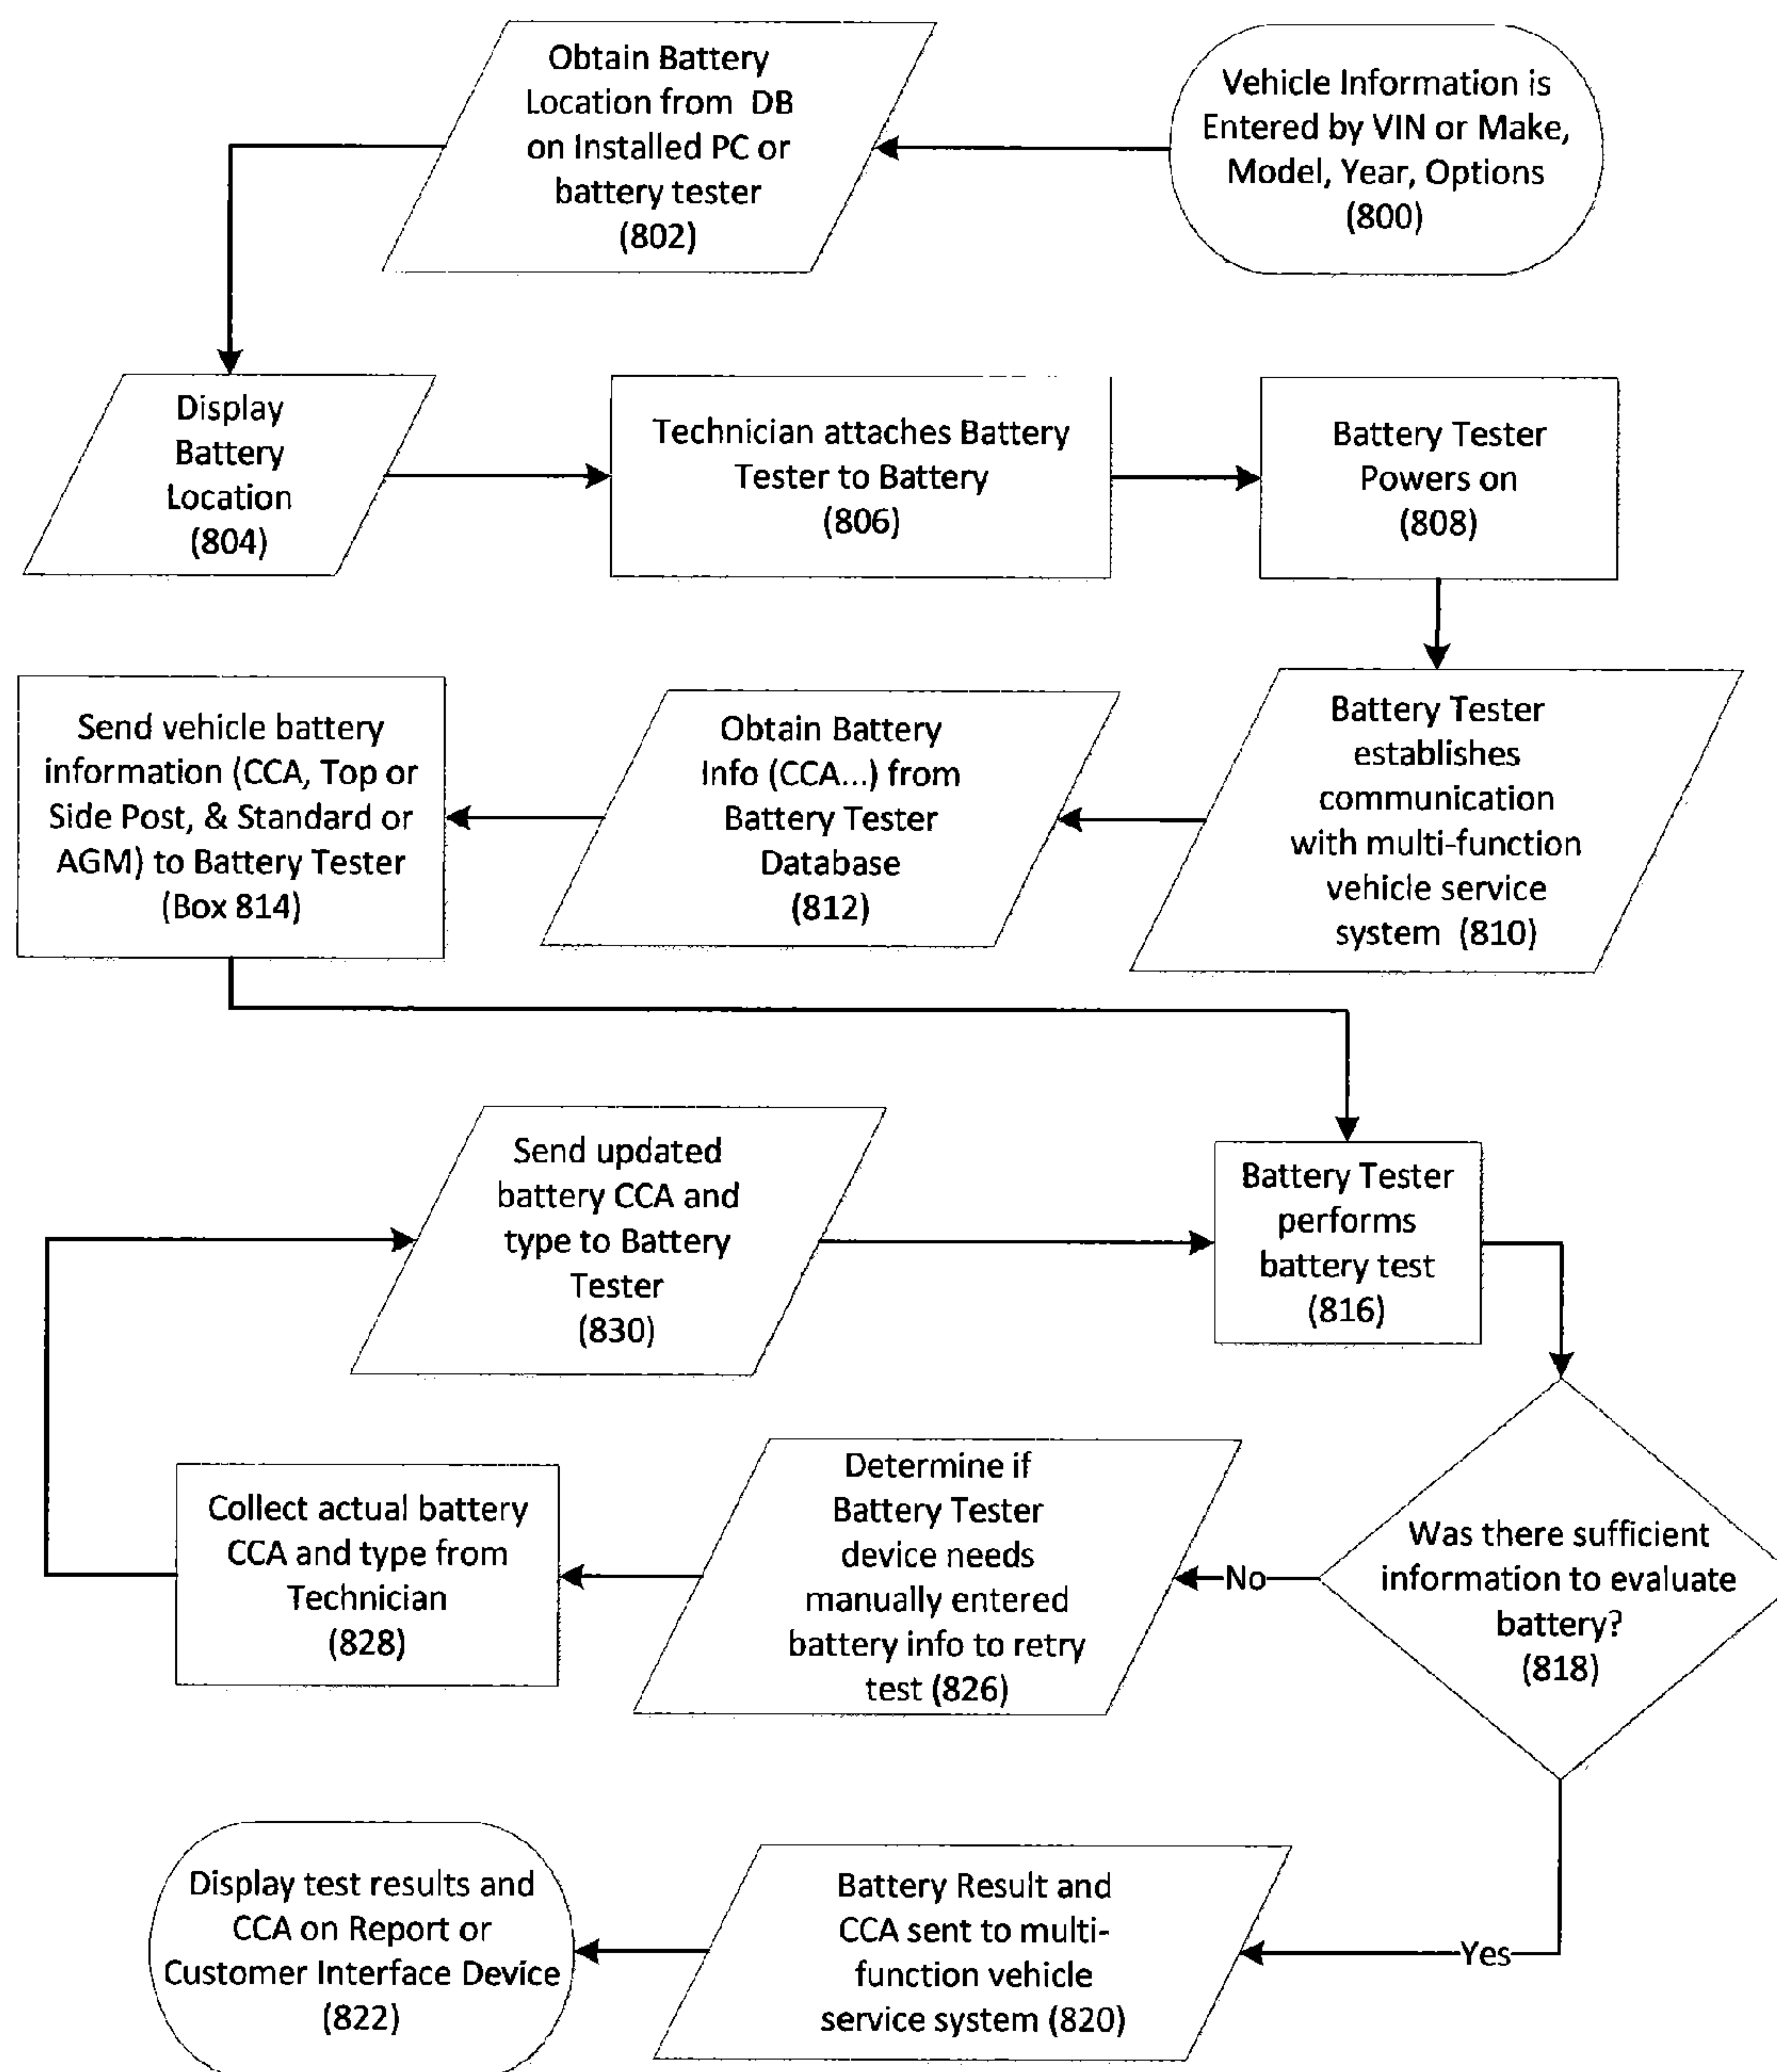 Vehicle Information is
Entered by VIN or Make,
Model, Year, Options
(800)
Obtain Battery
Location from DB
on Installed PC or
battery tester
(802)
Display
Battery
Location
(804)
Technician attaches Battery
Tester to Battery
(806)
Battery Tester
Powers on
(808)
Battery Tester
establishes
communication
with multi-function
vehicle service
system (810)
Obtain Battery
Info (CCA...) from
Battery Tester
Database
(812)
Send vehicle battery
information (CCA, Top or
Side Post, & Standard or
AGM) to Battery Tester
(Box 814)
Battery Tester
performs
battery test
(816)
Was there sufficient
information to evaluate
battery?
(818)
No
Determine if
Battery Tester
device needs
manually entered
battery info to retry
test (826)
Collect actual battery
CCA and type from
Technician
(828)
Send updated
battery CCA and
type to Battery
Tester
(830)
Yes
Battery Result and
CCA sent to multi-
function vehicle
service system (820)
Display test results and
CCA on Report or
Customer Interface Device
(822)